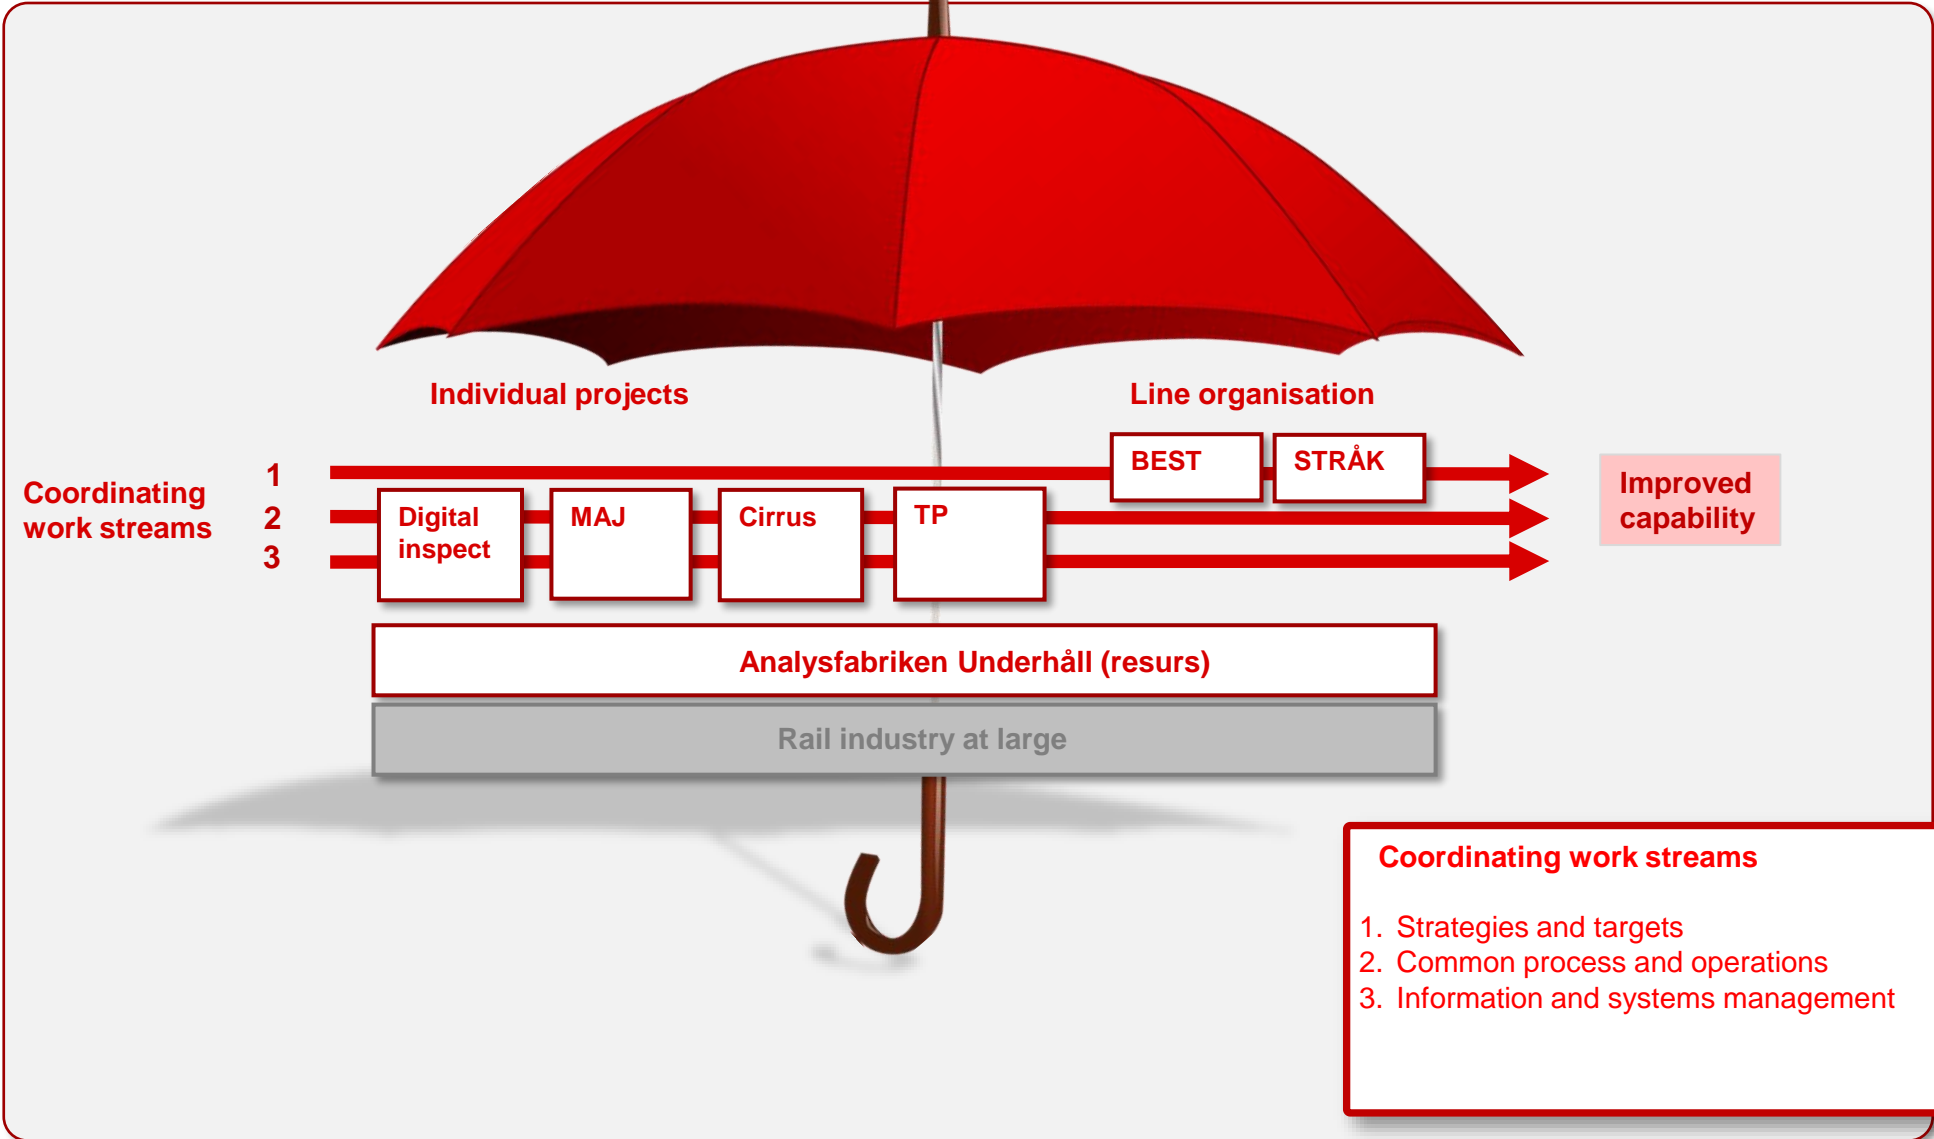 Individual projects
Line organisation
Coordinating
work streams
1
2
3
BEST
STRÅK
Digital
inspect
MAJ
Cirrus
TP
Improved
capability
Analysfabriken Underhåll (resurs)
Rail industry at large
Coordinating work streams
1. Strategies and targets
2. Common process and operations
3. Information and systems management